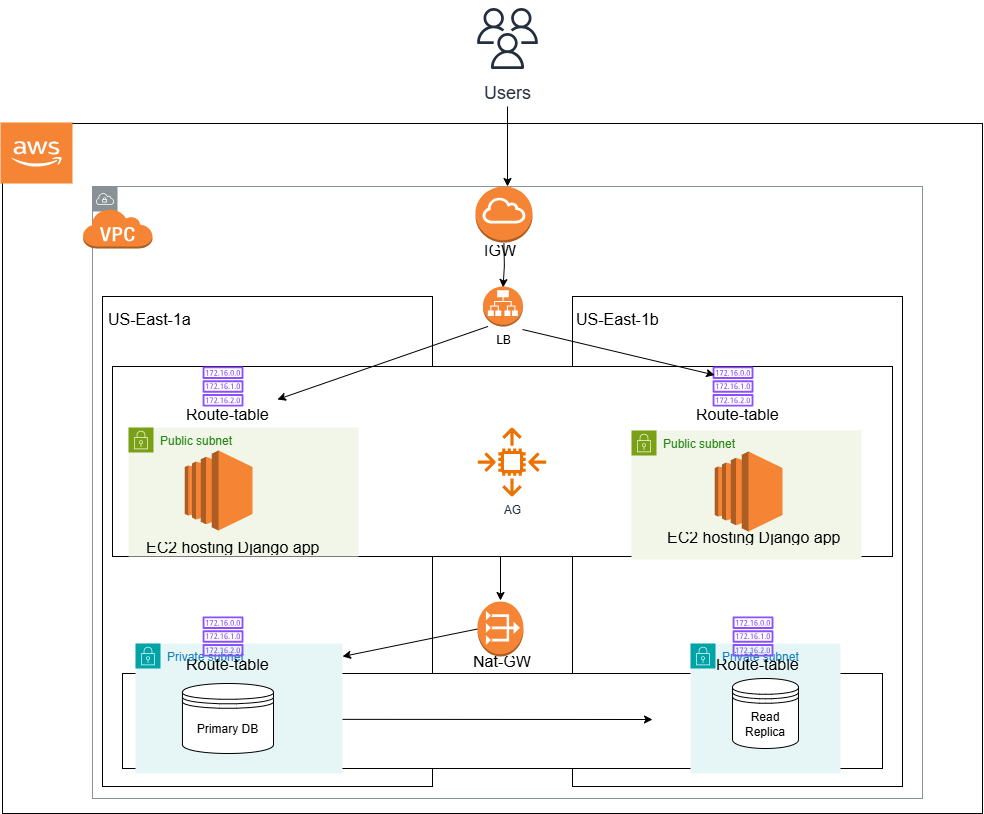 Users
aws
VPC
IGW
US-East-1a
US-East-1b
LB
172.16.0.0
172.16.1.0
172.16.2.0
Route-table
172.16.0.0
172.16.1.0
172.16.2.0
Route-table
Public subnet
Public subnet
AG
EC2 hosting Django app
EC2 hosting Django app
172.16.0.0
172.16.1.0
172.16.2.0
Private subnet
Route-table
Nat-GW
172.16.0.0
172.16.1.0
172.16.2.0
Private subnet
Route-table
Primary DB
Read
Replica